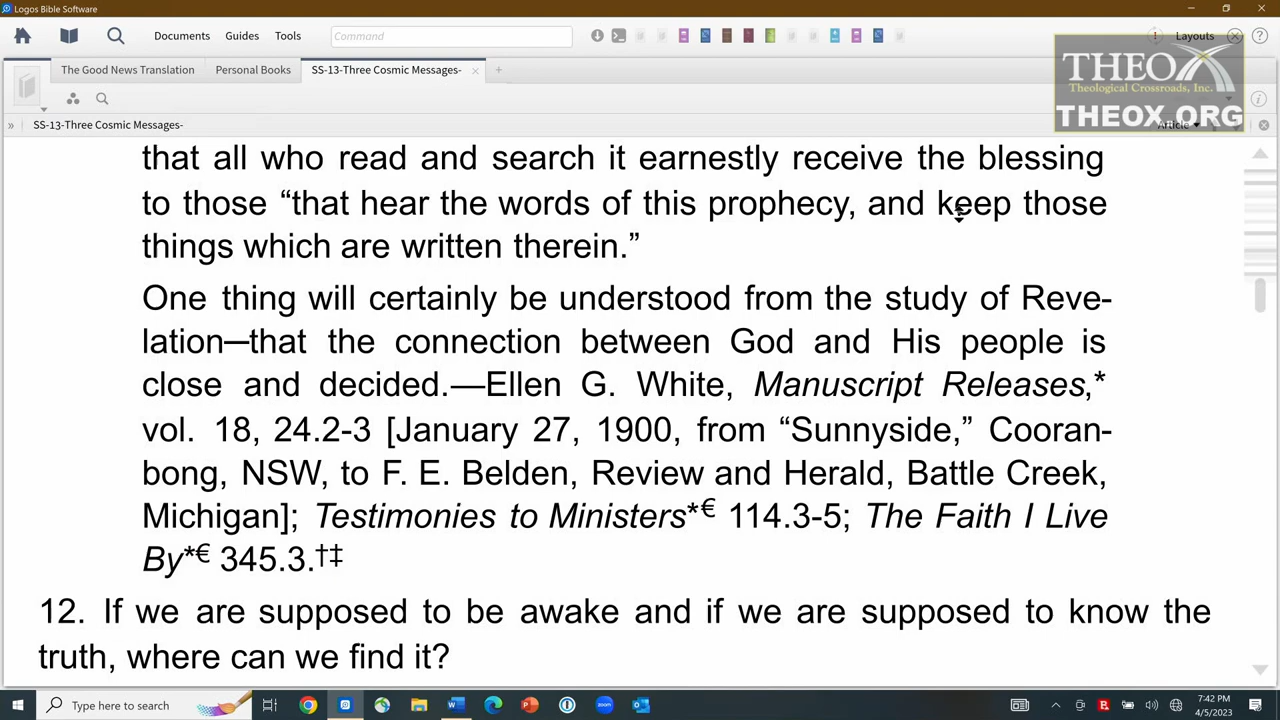 Logos Bible Software
Documents Guides Tools Command Layouts
The Good News Translation Personal Books SS-13-Three Cosmic Messages-
THEOX
Theological Crossroads, Inc.
THEOX.ORG
SS-13-Three Cosmic Messages- Article
that all who read and search it earnestly receive the blessing
to those “that hear the words of this prophecy, and keep those
things which are written therein.”
One thing will certainly be understood from the study of Reve-
lation—that the connection between God and His people is
close and decided.—Ellen G. White, Manuscript Releases,*
vol. 18, 24.2-3 [January 27, 1900, from “Sunnyside,” Cooran-
bong, NSW, to F. E. Belden, Review and Herald, Battle Creek,
Michigan]; Testimonies to Ministers*€ 114.3-5; The Faith I Live
By*€ 345.3.†‡
12. If we are supposed to be awake and if we are supposed to know the
truth, where can we find it?
Type here to search
7:42 PM
4/5/2023